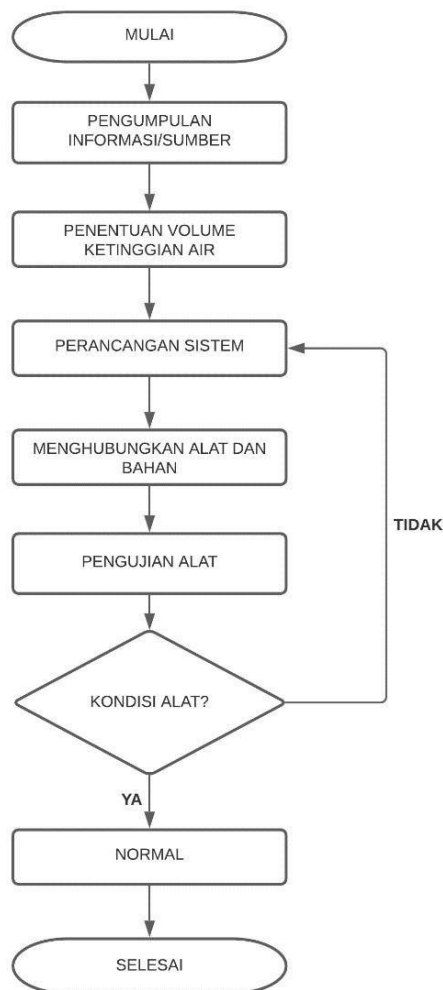 MULAI
PENGUMPULAN
INFORMASI/SUMBER
PENENTUAN VOLUME
KETINGGIAN AIR
PERANCANGAN SISTEM
MENGHUBUNGKAN ALAT DAN
BAHAN
PENGUJIAN ALAT
TIDAK
KONDISI ALAT?
YA
NORMAL
SELESAI